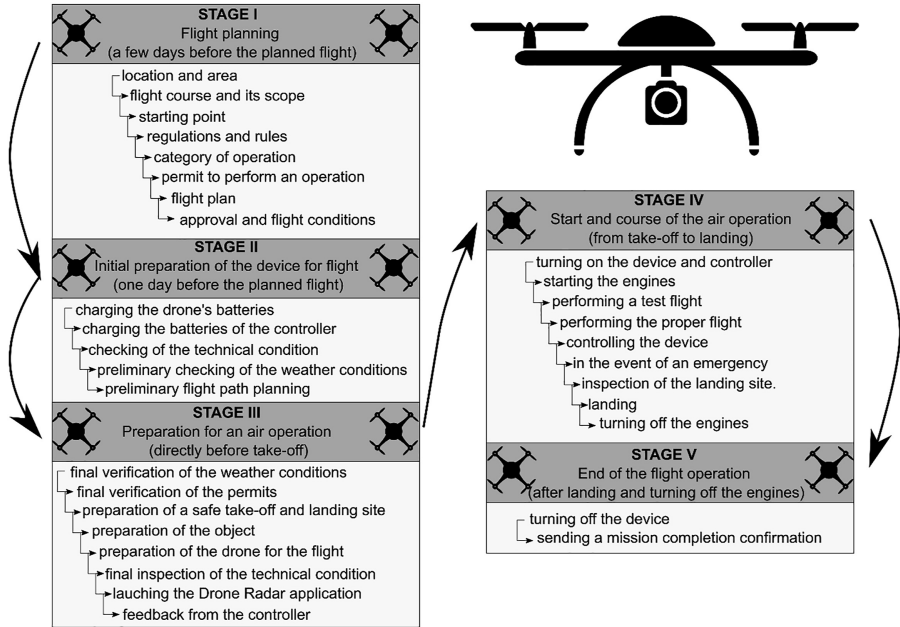 STAGE I
Flight planning
(a few days before the planned flight)
location and area
flight course and its scope
starting point
regulations and rules
category of operation
permit to perform an operation
flight plan
approval and flight conditions
STAGE II
Initial preparation of the device for flight
(one day before the planned flight)
charging the drone's batteries
charging the batteries of the controller
checking of the technical condition
preliminary checking of the weather conditions
preliminary flight path planning
STAGE III
Preparation for an air operation
(directly before take-off)
final verification of the weather conditions
final verification of the permits
preparation of a safe take-off and landing site
preparation of the object
preparation of the drone for the flight
final inspection of the technical condition
lauching the Drone Radar application
feedback from the controller
STAGE IV
Start and course of the air operation
(from take-off to landing)
turning on the device and controller
starting the engines
performing a test flight
performing the proper flight
controlling the device
in the event of an emergency
inspection of the landing site.
landing
turning off the engines
STAGE V
End of the flight operation
(after landing and turning off the engines)
turning off the device
sending a mission completion confirmation